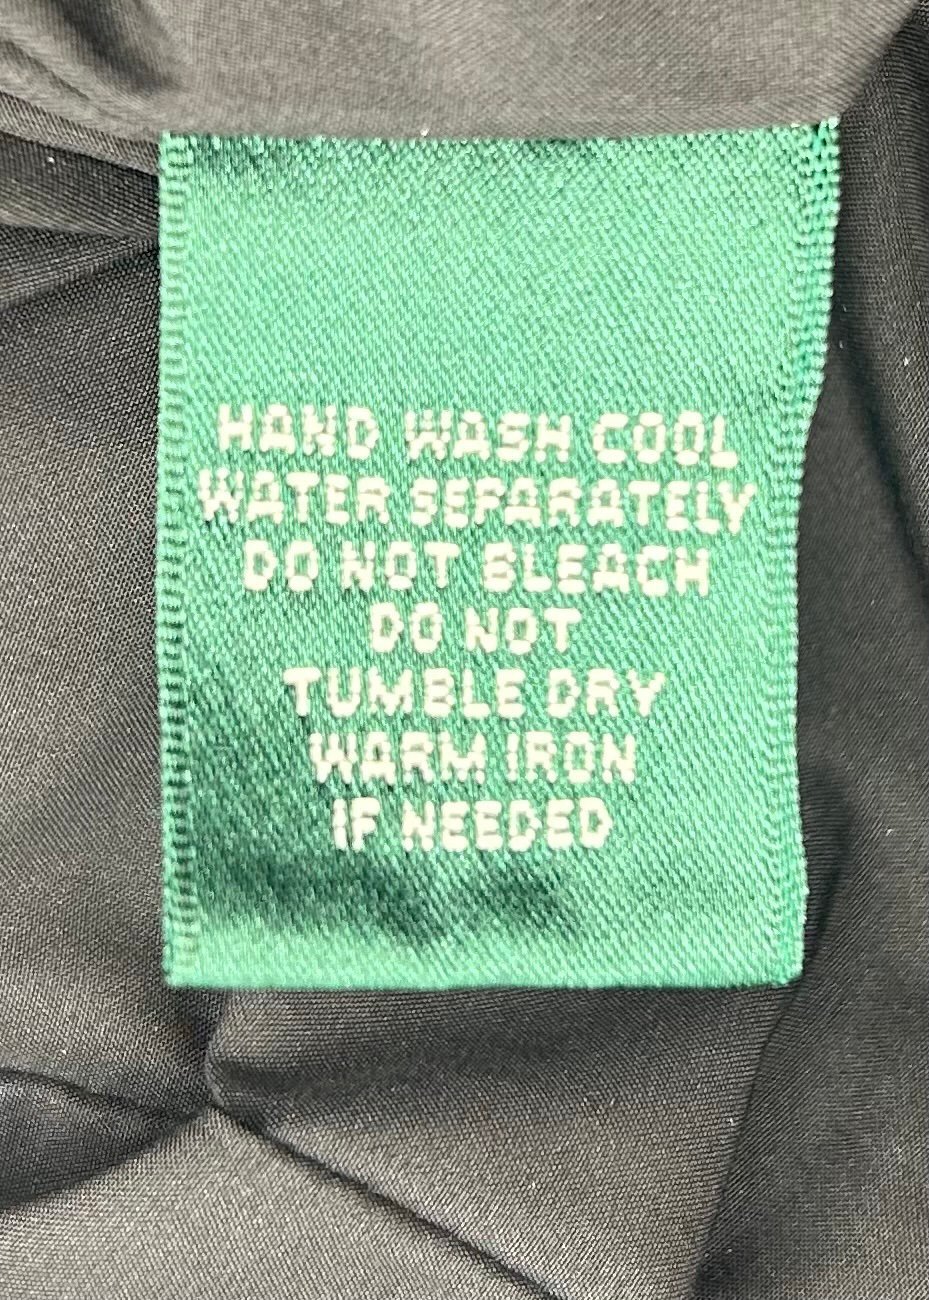 HAND WASH COOL
WATER SEPARATELY
DO NOT BLEACH
DO NOT
TUMBLE DRY
WARM IRON
IF NEEDED